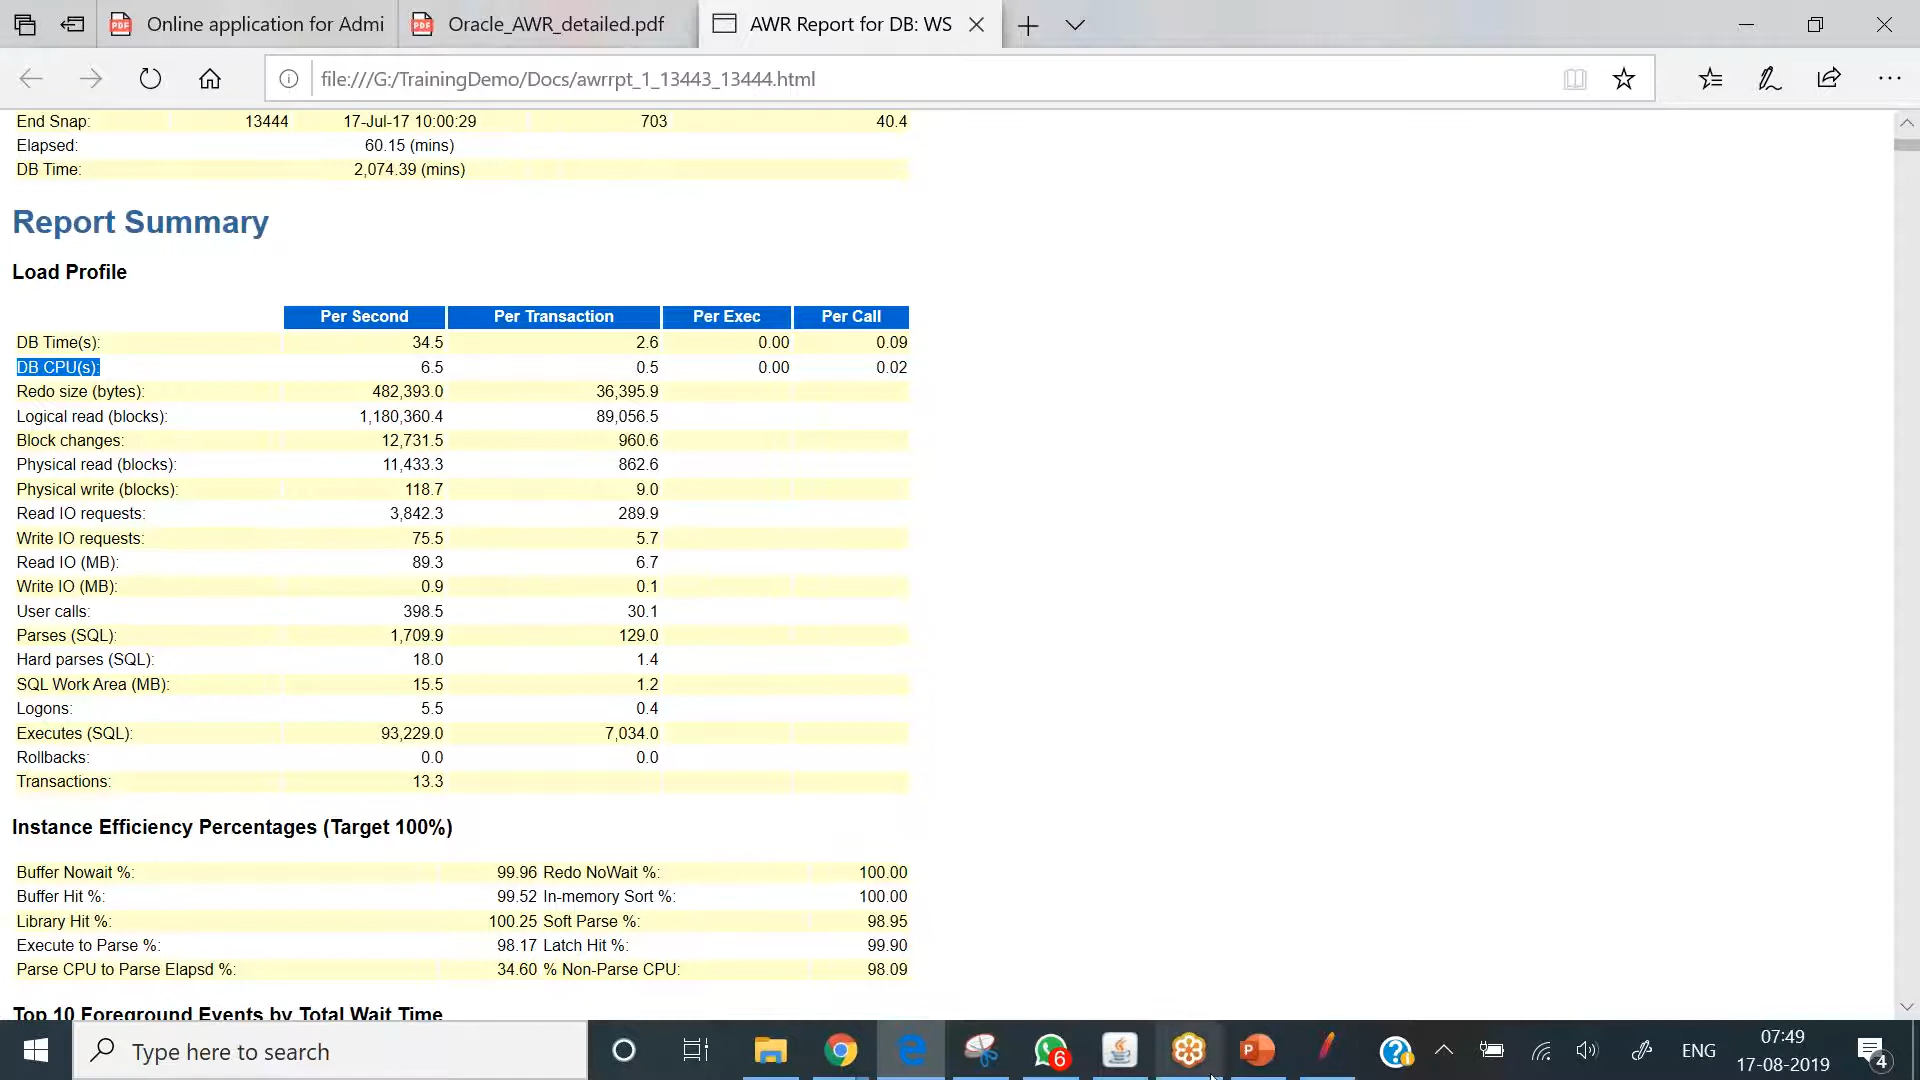 Online application for Admi
Oracle_AWR_detailed.pdf
AWR Report for DB: WS
file:///G:/TrainingDemo/Docs/awrrpt_1_13443_13444.html
End Snap: 13444 17-Jul-17 10:00:29 703 40.4
Elapsed: 60.15 (mins)
DB Time: 2,074.39 (mins)
Report Summary
Load Profile
Per Second Per Transaction Per Exec Per Call
DB Time(s): 34.5 2.6 0.00 0.09
DB CPU(s): 6.5 0.5 0.00 0.02
Redo size (bytes): 482,393.0 36,395.9
Logical read (blocks): 1,180,360.4 89,056.5
Block changes: 12,731.5 960.6
Physical read (blocks): 11,433.3 862.6
Physical write (blocks): 118.7 9.0
Read IO requests: 3,842.3 289.9
Write IO requests: 75.5 5.7
Read IO (MB): 89.3 6.7
Write IO (MB): 0.9 0.1
User calls: 398.5 30.1
Parses (SQL): 1,709.9 129.0
Hard parses (SQL): 18.0 1.4
SQL Work Area (MB): 15.5 1.2
Logons: 5.5 0.4
Executes (SQL): 93,229.0 7,034.0
Rollbacks: 0.0 0.0
Transactions: 13.3
Instance Efficiency Percentages (Target 100%)
Buffer Nowait %: 99.96 Redo NoWait %: 100.00
Buffer Hit %: 99.52 In-memory Sort %: 100.00
Library Hit %: 100.25 Soft Parse %: 98.95
Execute to Parse %: 98.17 Latch Hit %: 99.90
Parse CPU to Parse Elapsd %: 34.60 % Non-Parse CPU: 98.09
Top 10 Foreground Events by Total Wait Time
Type here to search
6
ENG
07:49
17-08-2019
4